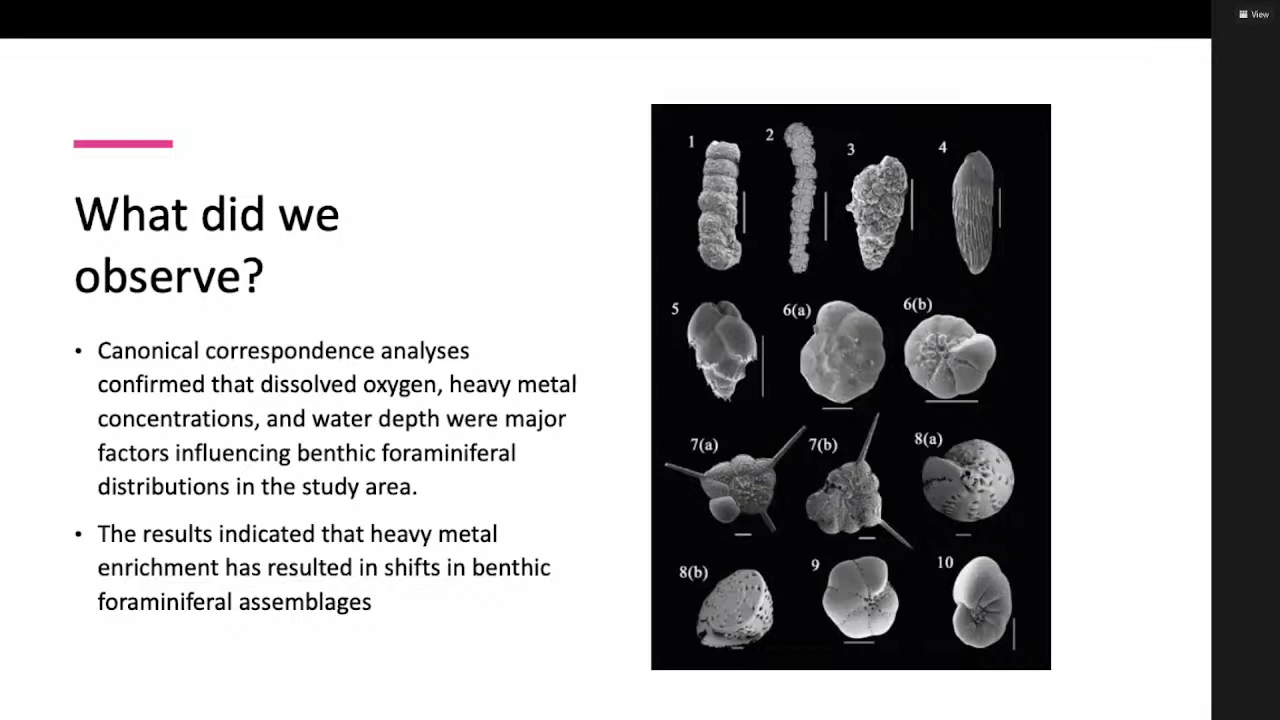 View
What did we
observe?
• Canonical correspondence analyses
confirmed that dissolved oxygen, heavy metal
concentrations, and water depth were major
factors influencing benthic foraminiferal
distributions in the study area.
• The results indicated that heavy metal
enrichment has resulted in shifts in benthic
foraminiferal assemblages
1
2
3
4
5
6(a)
6(b)
7(a)
7(b)
8(a)
8(b)
9
10